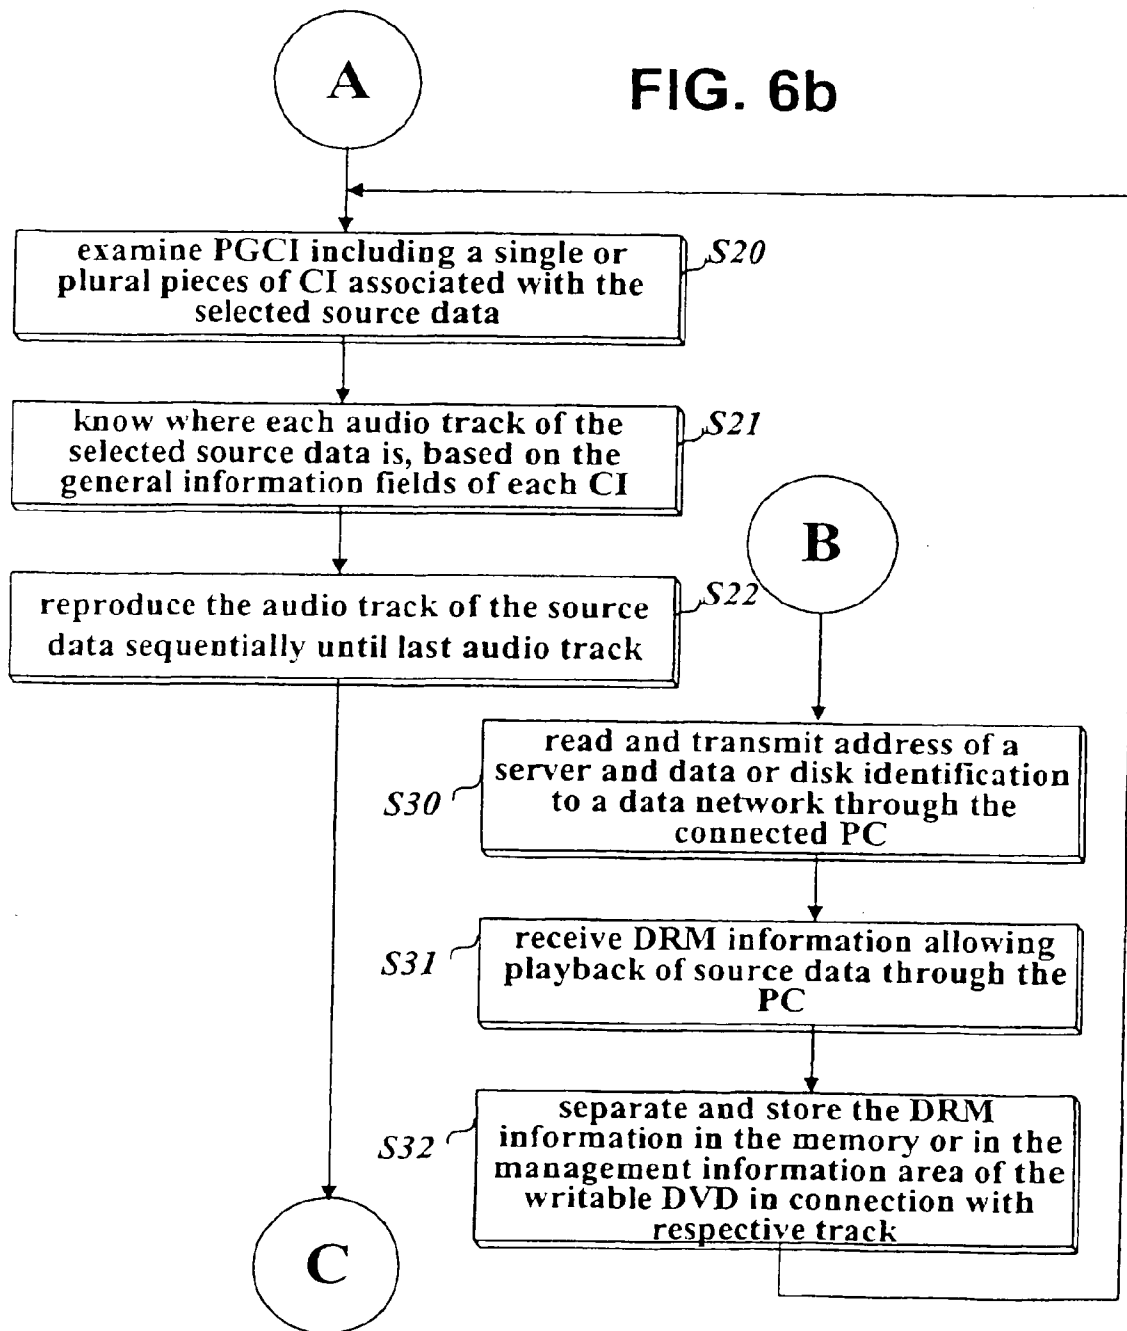 A
FIG. 6b
examine PGCI including a single or
plural pieces of CI associated with the
selected source data
S20
know where each audio track of the
selected source data is, based on the
general information fields of each CI
S21
reproduce the audio track of the source
data sequentially until last audio track
S22
B
read and transmit address of a
server and data or disk identification
to a data network through the
connected PC
S30
receive DRM information allowing
playback of source data through the
PC
S31
separate and store the DRM
information in the memory or in the
management information area of the
writable DVD in connection with
respective track
S32
C